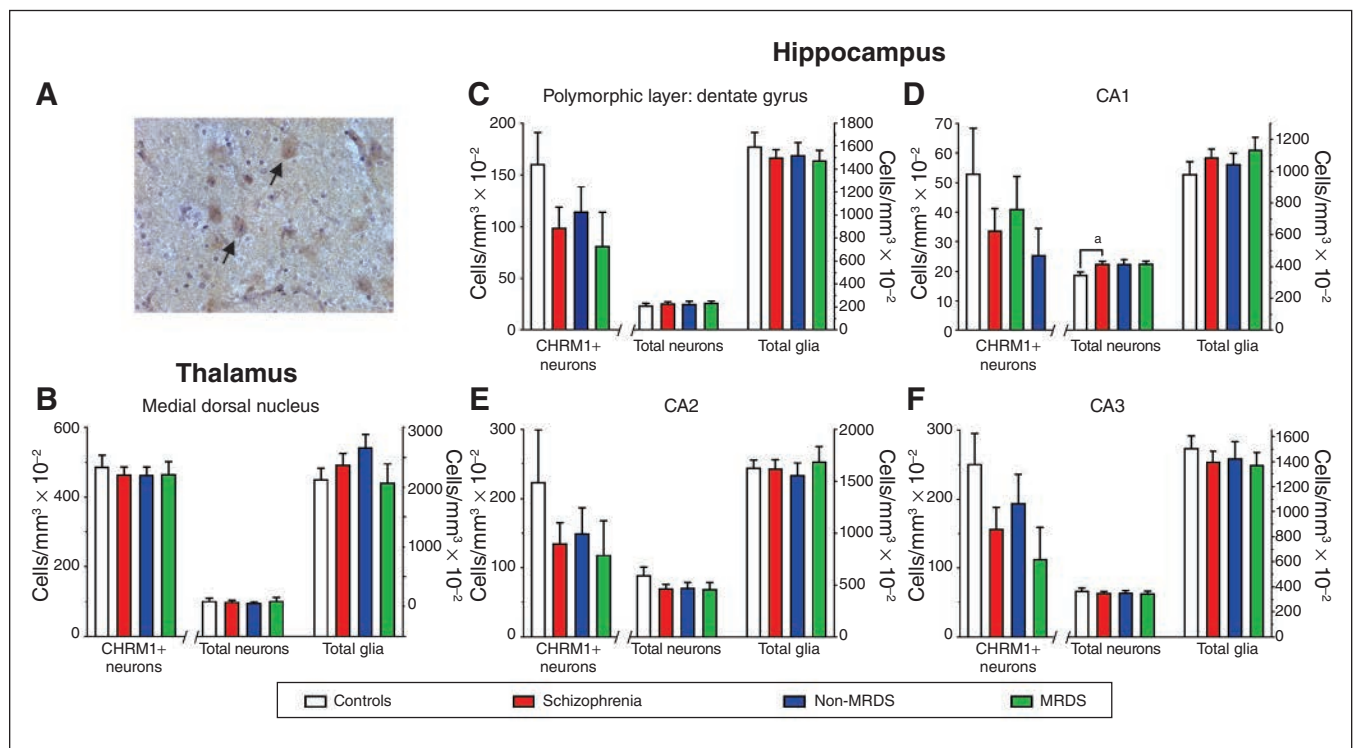 Hippocampus
A
C
Polymorphic layer: dentate gyrus
200
150
100
50
0
Cells/mm³ × 10⁻²
1800
1600
1400
1200
1000
800
600
400
200
0
Cells/mm³ × 10⁻²
CHRM1+ neurons
Total neurons
Total glia
D
CA1
70
60
50
40
30
20
10
0
Cells/mm³ × 10⁻²
a
1200
1000
800
600
400
200
0
Cells/mm³ × 10⁻²
CHRM1+ neurons
Total neurons
Total glia
Thalamus
B
Medial dorsal nucleus
600
400
200
0
Cells/mm³ × 10⁻²
3000
2000
1000
0
Cells/mm³ × 10⁻²
CHRM1+ neurons
Total neurons
Total glia
E
CA2
300
200
100
0
Cells/mm³ × 10⁻²
2000
1500
1000
500
0
Cells/mm³ × 10⁻²
CHRM1+ neurons
Total neurons
Total glia
F
CA3
300
200
100
0
Cells/mm³ × 10⁻²
1600
1400
1200
1000
800
600
400
200
0
Cells/mm³ × 10⁻²
CHRM1+ neurons
Total neurons
Total glia
Controls
Schizophrenia
Non-MRDS
MRDS